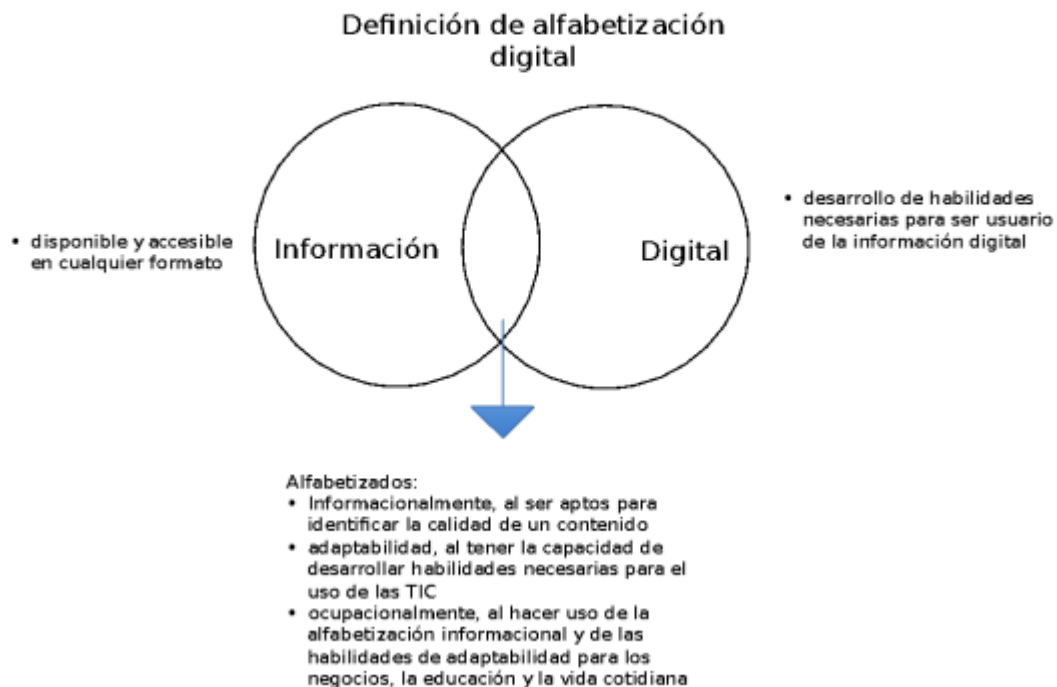 Definición de alfabetización
digital
• disponible y accesible
en cualquier formato
Información
Digital
• desarrollo de habilidades
necesarias para ser usuario
de la información digital
Alfabetizados:
• Informacionalmente, al ser aptos para
identificar la calidad de un contenido
• adaptabilidad, al tener la capacidad de
desarrollar habilidades necesarias para el
uso de las TIC
• ocupacionalmente, al hacer uso de la
alfabetización informacional y de las
habilidades de adaptabilidad para los
negocios, la educación y la vida cotidiana